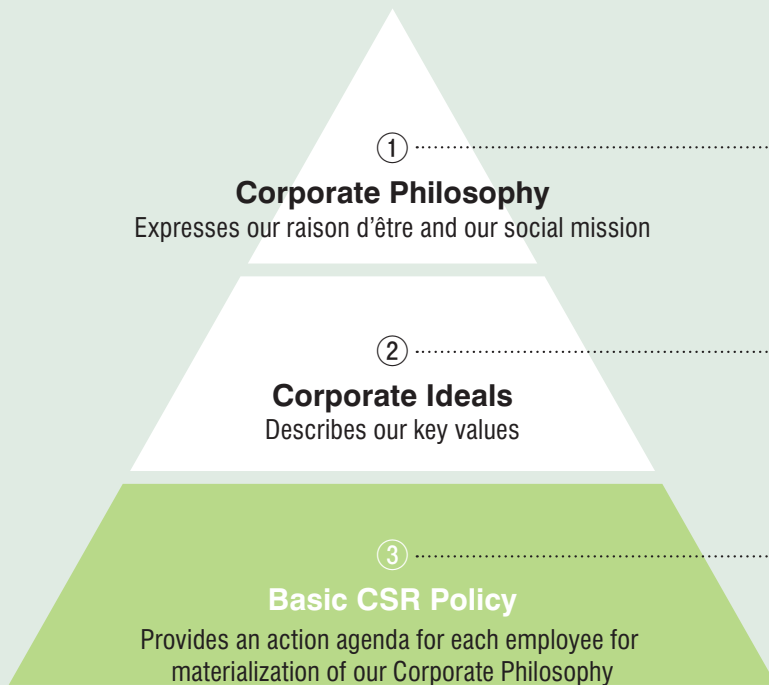 ①
Corporate Philosophy
Expresses our raison d'être and our social mission
②
Corporate Ideals
Describes our key values
③
Basic CSR Policy
Provides an action agenda for each employee for
materialization of our Corporate Philosophy